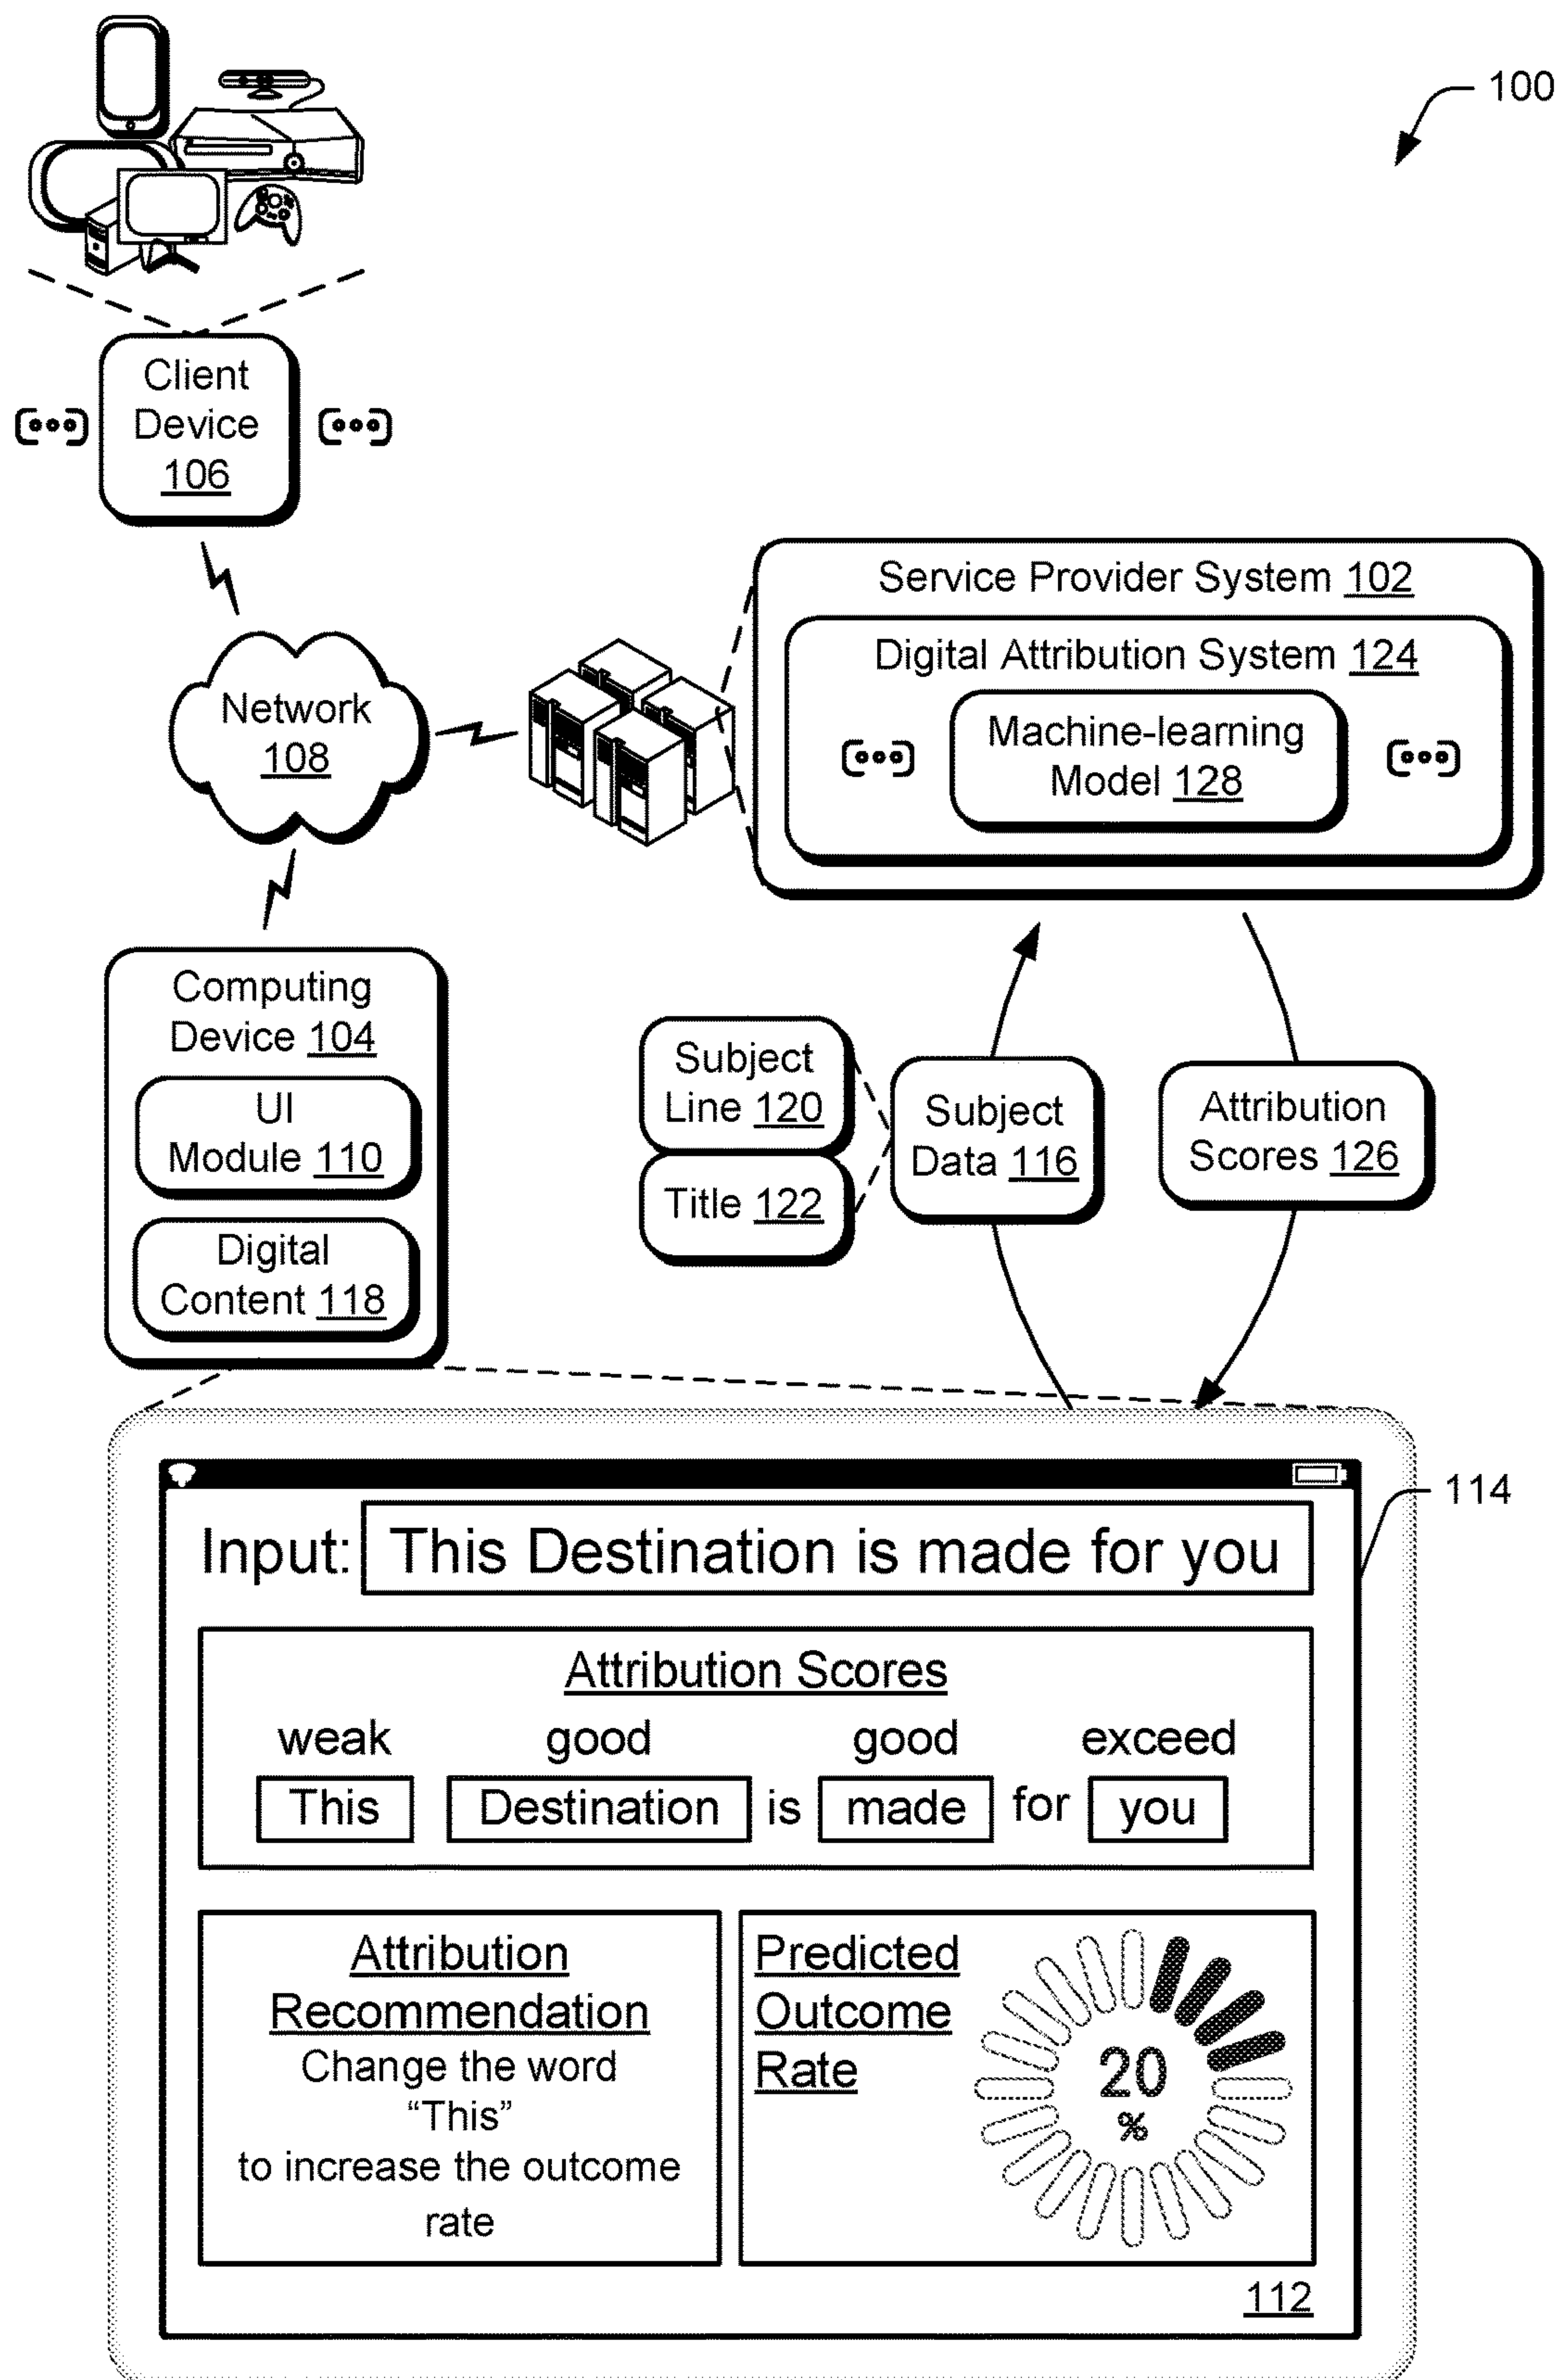 100
Client
Device
106
Service Provider System 102
Digital Attribution System 124
Machine-learning
Model 128
Network
108
Computing
Device 104
UI
Module 110
Digital
Content 118
Subject
Line 120
Title 122
Subject
Data 116
Attribution
Scores 126
114
Input: This Destination is made for you
Attribution Scores
weak good good exceed
This Destination is made for you
Attribution
Recommendation
Change the word
“This”
to increase the outcome
rate
Predicted
Outcome
Rate
20
%
112